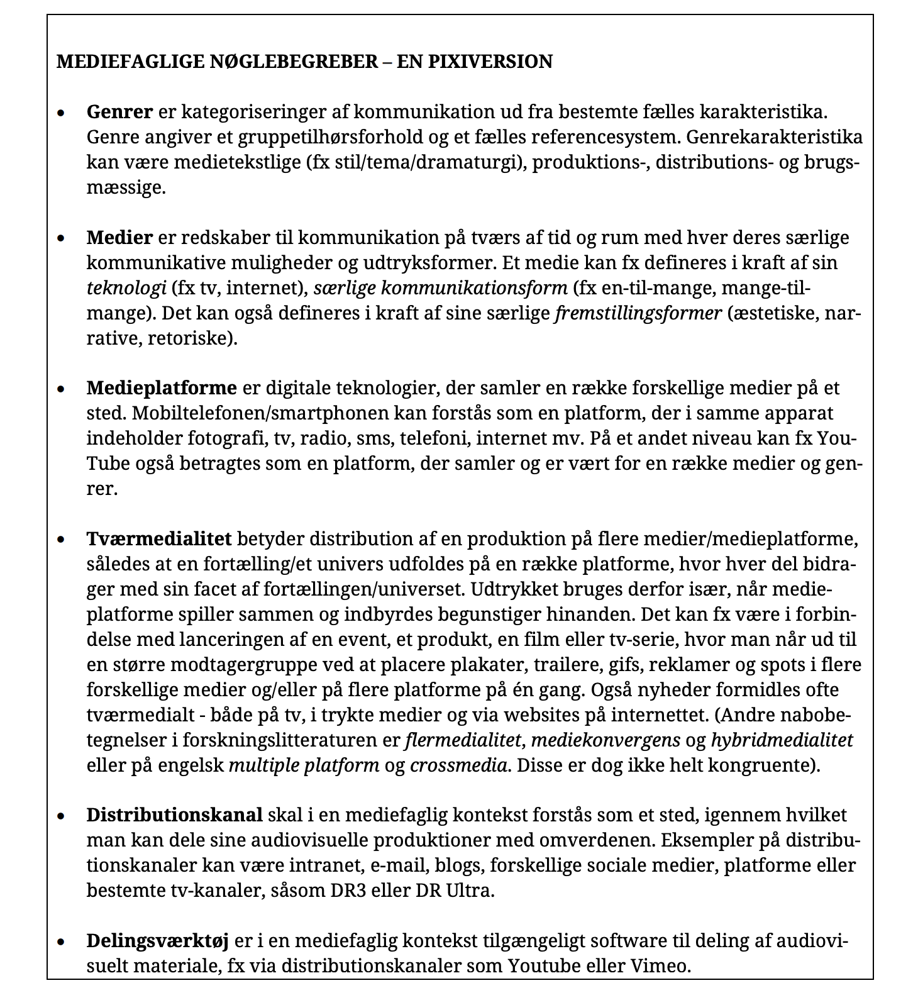 MEDIEFAGLIGE NØGLEBEGREBER – EN PIXIVERSION
• Genrer er kategoriseringer af kommunikation ud fra bestemte fælles karakteristika.
Genre angiver et gruppetilhørsforhold og et fælles referencesystem. Genrekarakteristika
kan være medietekstlige (fx stil/tema/dramaturgi), produktions-, distributions- og brugs-
mæssige.
• Medier er redskaber til kommunikation på tværs af tid og rum med hver deres særlige
kommunikative muligheder og udtryksformer. Et medie kan fx defineres i kraft af sin
teknologi (fx tv, internet), særlige kommunikationsform (fx en-til-mange, mange-til-
mange). Det kan også defineres i kraft af sine særlige fremstillingsformer (æstetiske, nar-
rative, retoriske).
• Medieplatforme er digitale teknologier, der samler en række forskellige medier på et
sted. Mobiltelefonen/smartphonen kan forstås som en platform, der i samme apparat
indeholder fotografi, tv, radio, sms, telefoni, internet mv. På et andet niveau kan fx You-
Tube også betragtes som en platform, der samler og er vært for en række medier og gen-
rer.
• Tværmedialitet betyder distribution af en produktion på flere medier/medieplatforme,
således at en fortælling/et univers udfoldes på en række platforme, hvor hver del bidra-
ger med sin facet af fortællingen/universet. Udtrykket bruges derfor især, når medie-
platforme spiller sammen og indbyrdes begunstiger hinanden. Det kan fx være i forbin-
delse med lanceringen af en event, et produkt, en film eller tv-serie, hvor man når ud til
en større modtagergruppe ved at placere plakater, trailere, gifs, reklamer og spots i flere
forskellige medier og/eller på flere platforme på én gang. Også nyheder formidles ofte
tværmedialt - både på tv, i trykte medier og via websites på internettet. (Andre nabobe-
tegnelser i forskningslitteraturen er flermedialitet, mediekonvergens og hybridmedialitet
eller på engelsk multiple platform og crossmedia. Disse er dog ikke helt kongruente).
• Distributionskanal skal i en mediefaglig kontekst forstås som et sted, igennem hvilket
man kan dele sine audiovisuelle produktioner med omverdenen. Eksempler på distribu-
tionskanaler kan være intranet, e-mail, blogs, forskellige sociale medier, platforme eller
bestemte tv-kanaler, såsom DR3 eller DR Ultra.
• Delingsværktøj er i en mediefaglig kontekst tilgængeligt software til deling af audiovi-
suelt materiale, fx via distributionskanaler som Youtube eller Vimeo.